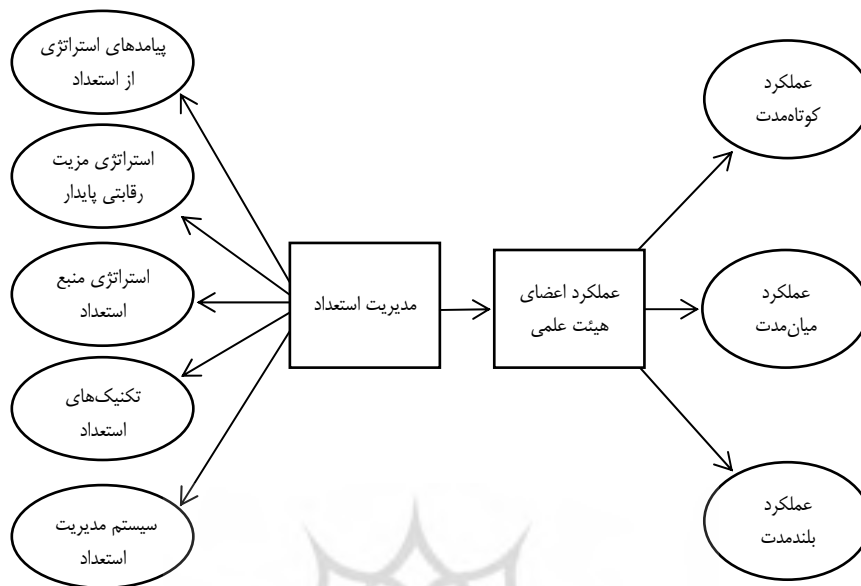 پیامدهای استراتژی
از استعداد
استراتژی مزیت
رقابتی پایدار
استراتژی منبع
استعداد
تکنیک‌های
استعداد
سیستم مدیریت
استعداد
مدیریت استعداد
عملکرد اعضای
هیئت علمی
عملکرد
کوتاه‌مدت
عملکرد
میان‌مدت
عملکرد
بلندمدت